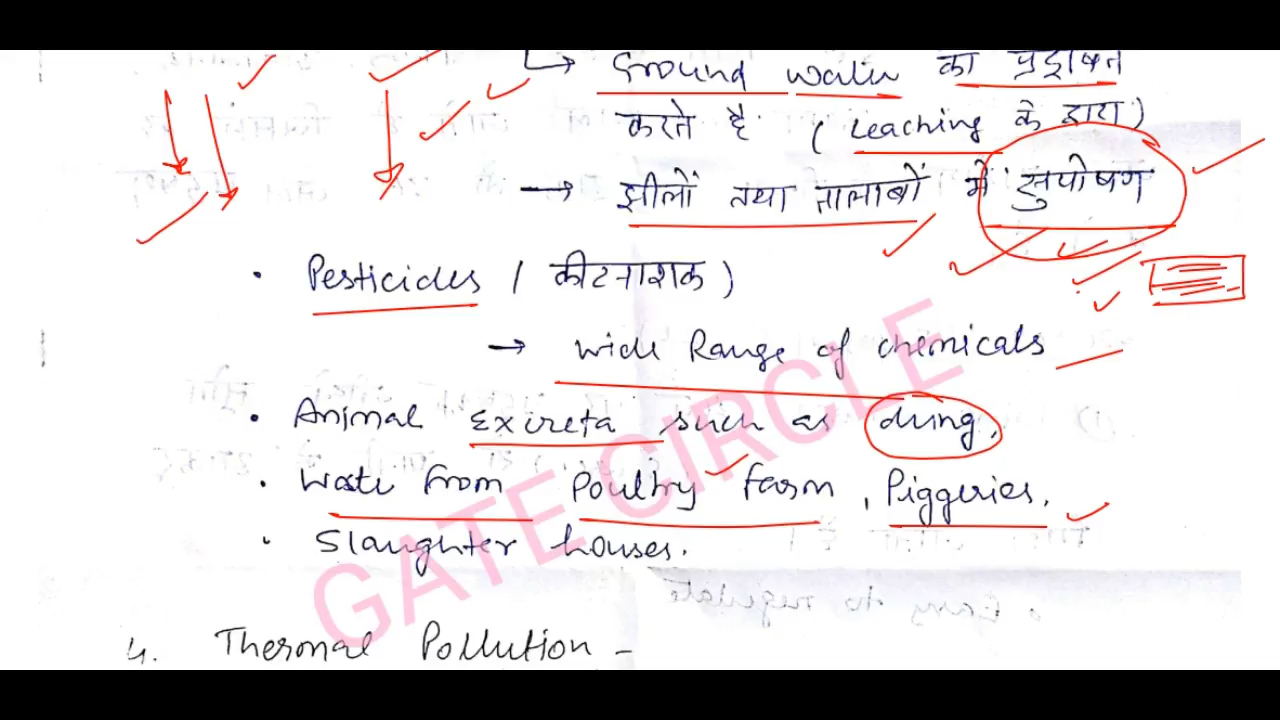 → Ground water का प्रदूषित
करते है (Leaching के द्वारा)
→ झीलों तथा तालाबों में सुपोषण
• Pesticides (कीटनाशक)
→ wide Range of chemicals
• Animal Excreta such as dung,
• Waste from Poultry farm, Piggeries,
• Slaughter houses.
4. Thermal Pollution -
GATE CIRCLE